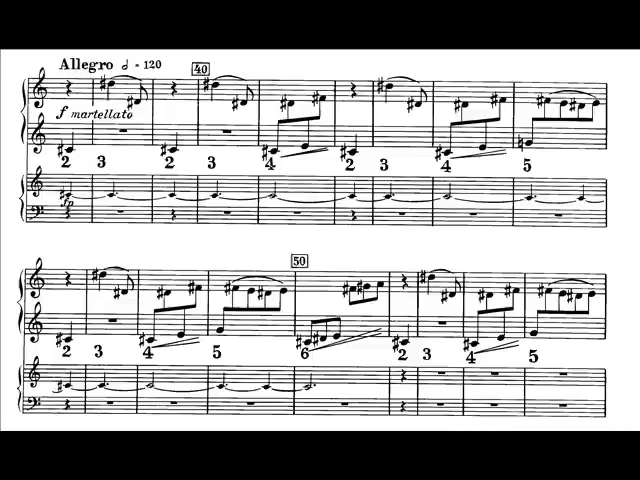 Allegro 𝅗𝅥 = 120 40
f martellato
2 3 2 3 4 2 3 4 5
fp
50
2 3 4 5 6 2 3 4 5